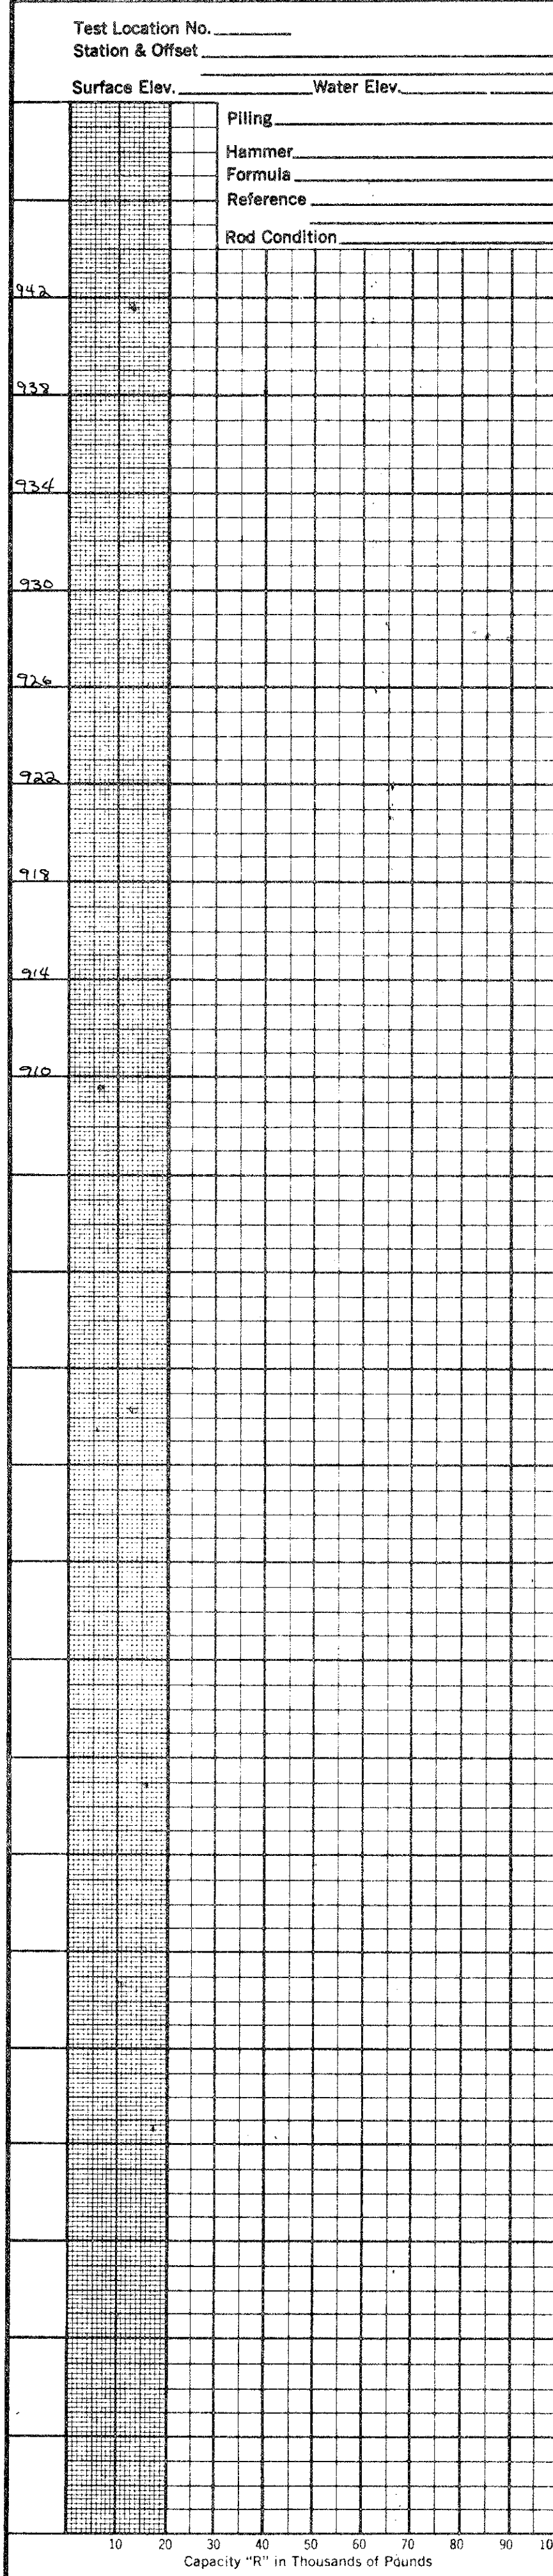 Test Location No.
Station & Offset
Surface Elev. Water Elev.
Piling
Hammer
Formula
Reference
Rod Condition
942
938
934
930
926
922
918
914
910
10 20 30 40 50 60 70 80 90
Capacity "R" in Thousands of Pounds